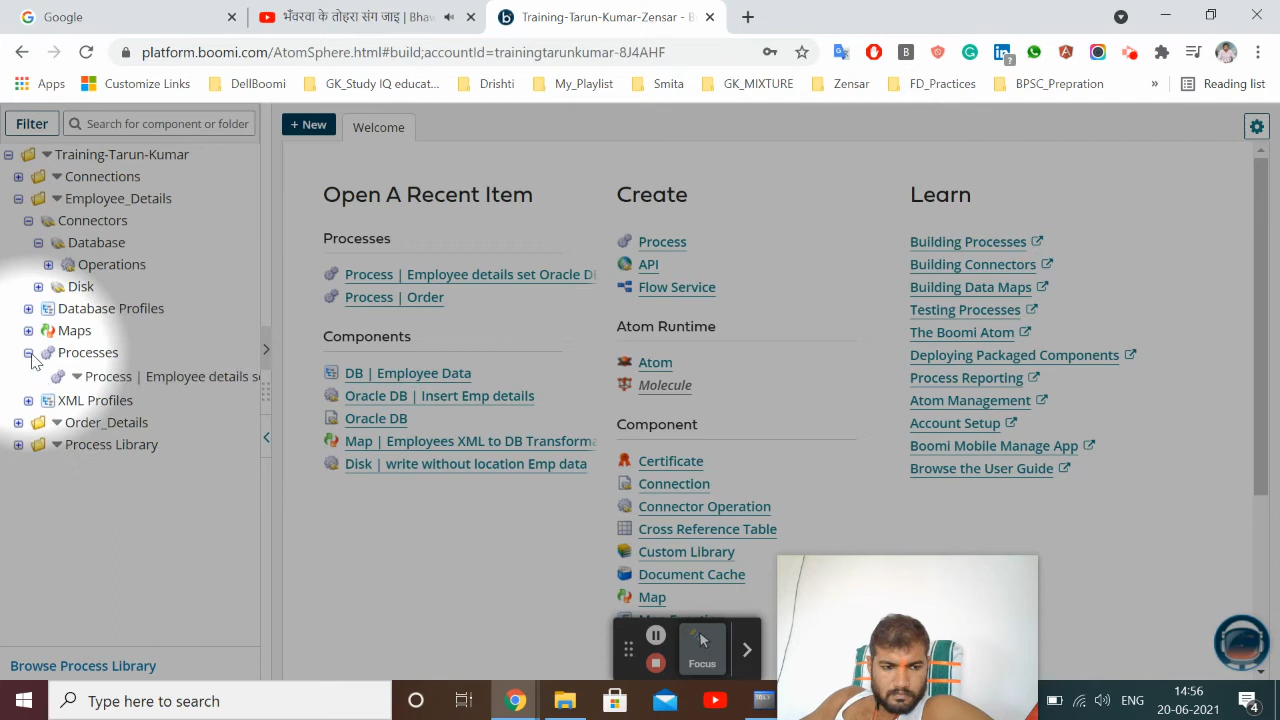 Google
भँवरवा के तोहरा संग जाइ | Bhaw
Training-Tarun-Kumar-Zensar - B
platform.boomi.com/AtomSphere.html#build;accountId=trainingtarunkumar-8J4AHF
Apps
Customize Links
DellBoomi
GK_Study IQ educat...
Drishti
My_Playlist
Smita
GK_MIXTURE
Zensar
FD_Practices
BPSC_Prepration
»
Reading list
Filter
Search for component or folder
+ New
Welcome
Training-Tarun-Kumar
Connections
Employee_Details
Connectors
Database
Operations
Disk
Database Profiles
Maps
Processes
Process | Employee details s
XML Profiles
Order_Details
Process Library
Browse Process Library
Open A Recent Item
Processes
Process | Employee details set Oracle D
Process | Order
Components
DB | Employee Data
Oracle DB | Insert Emp details
Oracle DB
Map | Employees XML to DB Transforma
Disk | write without location Emp data
Create
Process
API
Flow Service
Atom Runtime
Atom
Molecule
Component
Certificate
Connection
Connector Operation
Cross Reference Table
Custom Library
Document Cache
Map
Learn
Building Processes
Building Connectors
Building Data Maps
Testing Processes
The Boomi Atom
Deploying Packaged Components
Process Reporting
Atom Management
Account Setup
Boomi Mobile Manage App
Browse the User Guide
Focus
Type here to search
ENG
14:56
20-06-2021
4